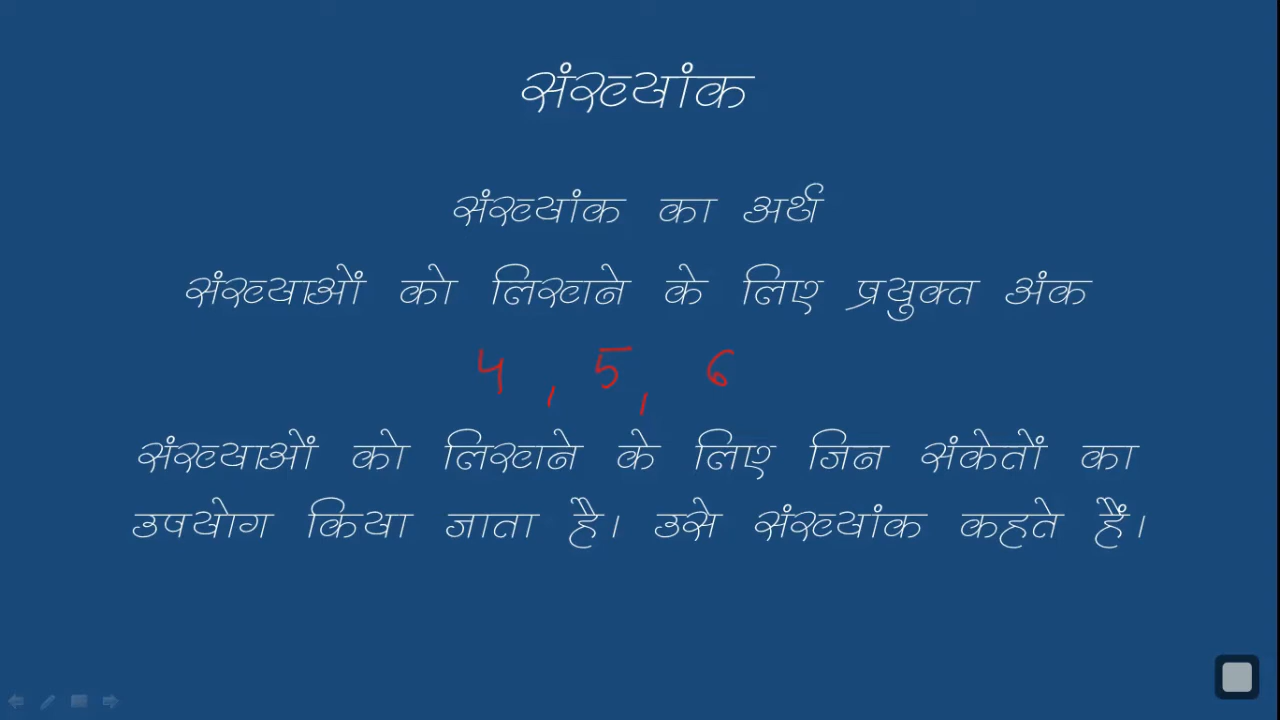 संख्यांक
संख्यांक का अर्थ
संख्याओं को लिखने के लिए प्रयुक्त अंक
4 , 5 , 6
संख्याओं को लिखने के लिए जिन संकेतों का
उपयोग किया जाता है। उसे संख्यांक कहते हैं।